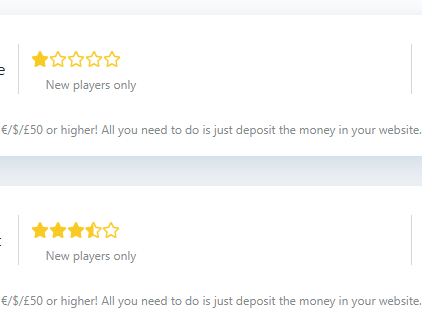 e
New players only
€/$/£50 or higher! All you need to do is just deposit the money in your website.
New players only
€/$/£50 or higher! All you need to do is just deposit the money in your website.